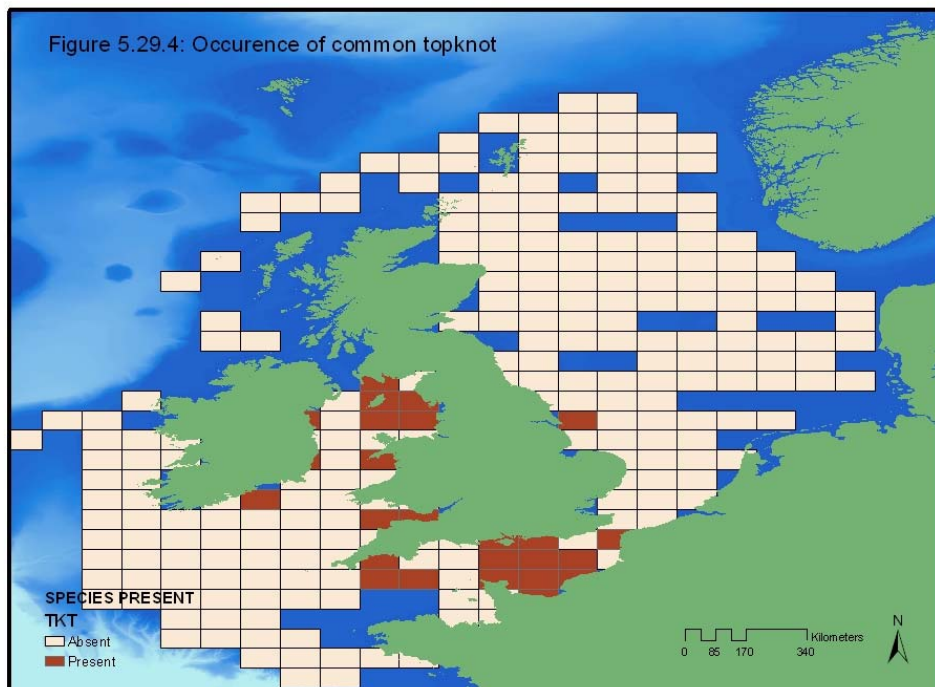 Figure 5.29.4: Occurence of common topknot
SPECIES PRESENT
TKT
Absent
Present
N
Kilometers
0 85 170 340